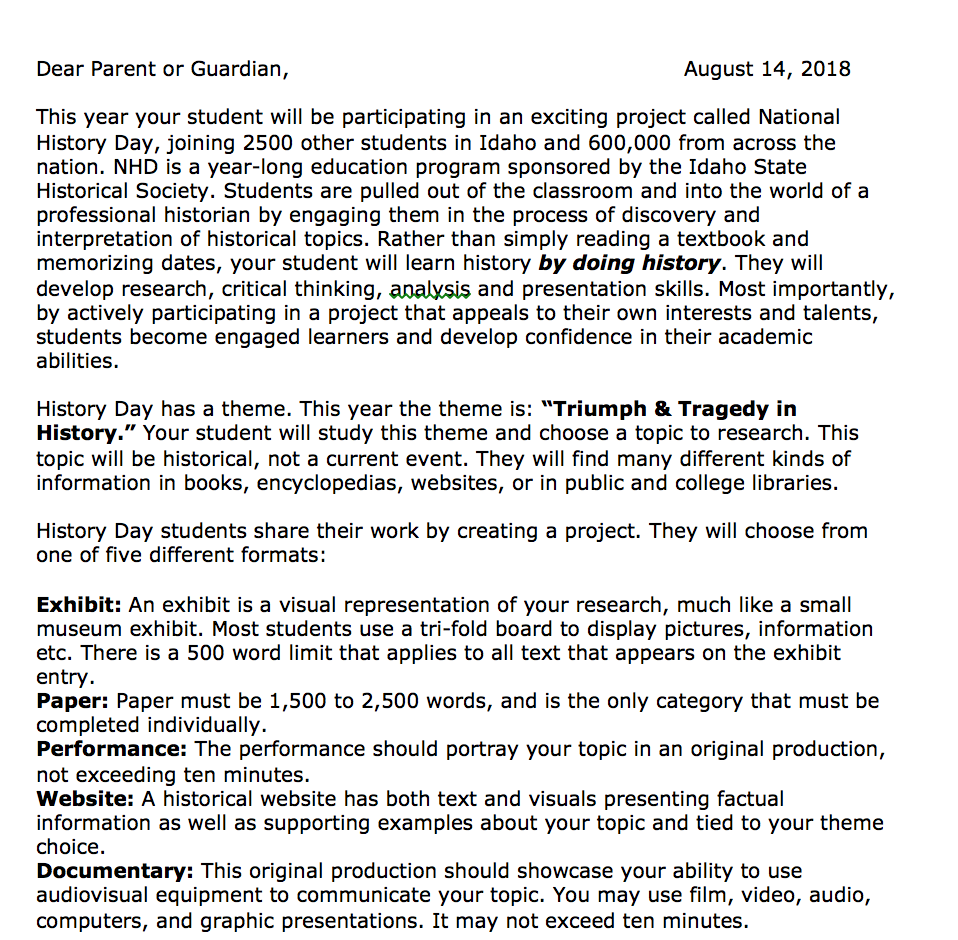 Dear Parent or Guardian, August 14, 2018
This year your student will be participating in an exciting project called National
History Day, joining 2500 other students in Idaho and 600,000 from across the
nation. NHD is a year-long education program sponsored by the Idaho State
Historical Society. Students are pulled out of the classroom and into the world of a
professional historian by engaging them in the process of discovery and
interpretation of historical topics. Rather than simply reading a textbook and
memorizing dates, your student will learn history by doing history. They will
develop research, critical thinking, analysis and presentation skills. Most importantly,
by actively participating in a project that appeals to their own interests and talents,
students become engaged learners and develop confidence in their academic
abilities.
History Day has a theme. This year the theme is: “Triumph & Tragedy in
History.” Your student will study this theme and choose a topic to research. This
topic will be historical, not a current event. They will find many different kinds of
information in books, encyclopedias, websites, or in public and college libraries.
History Day students share their work by creating a project. They will choose from
one of five different formats:
Exhibit: An exhibit is a visual representation of your research, much like a small
museum exhibit. Most students use a tri-fold board to display pictures, information
etc. There is a 500 word limit that applies to all text that appears on the exhibit
entry.
Paper: Paper must be 1,500 to 2,500 words, and is the only category that must be
completed individually.
Performance: The performance should portray your topic in an original production,
not exceeding ten minutes.
Website: A historical website has both text and visuals presenting factual
information as well as supporting examples about your topic and tied to your theme
choice.
Documentary: This original production should showcase your ability to use
audiovisual equipment to communicate your topic. You may use film, video, audio,
computers, and graphic presentations. It may not exceed ten minutes.